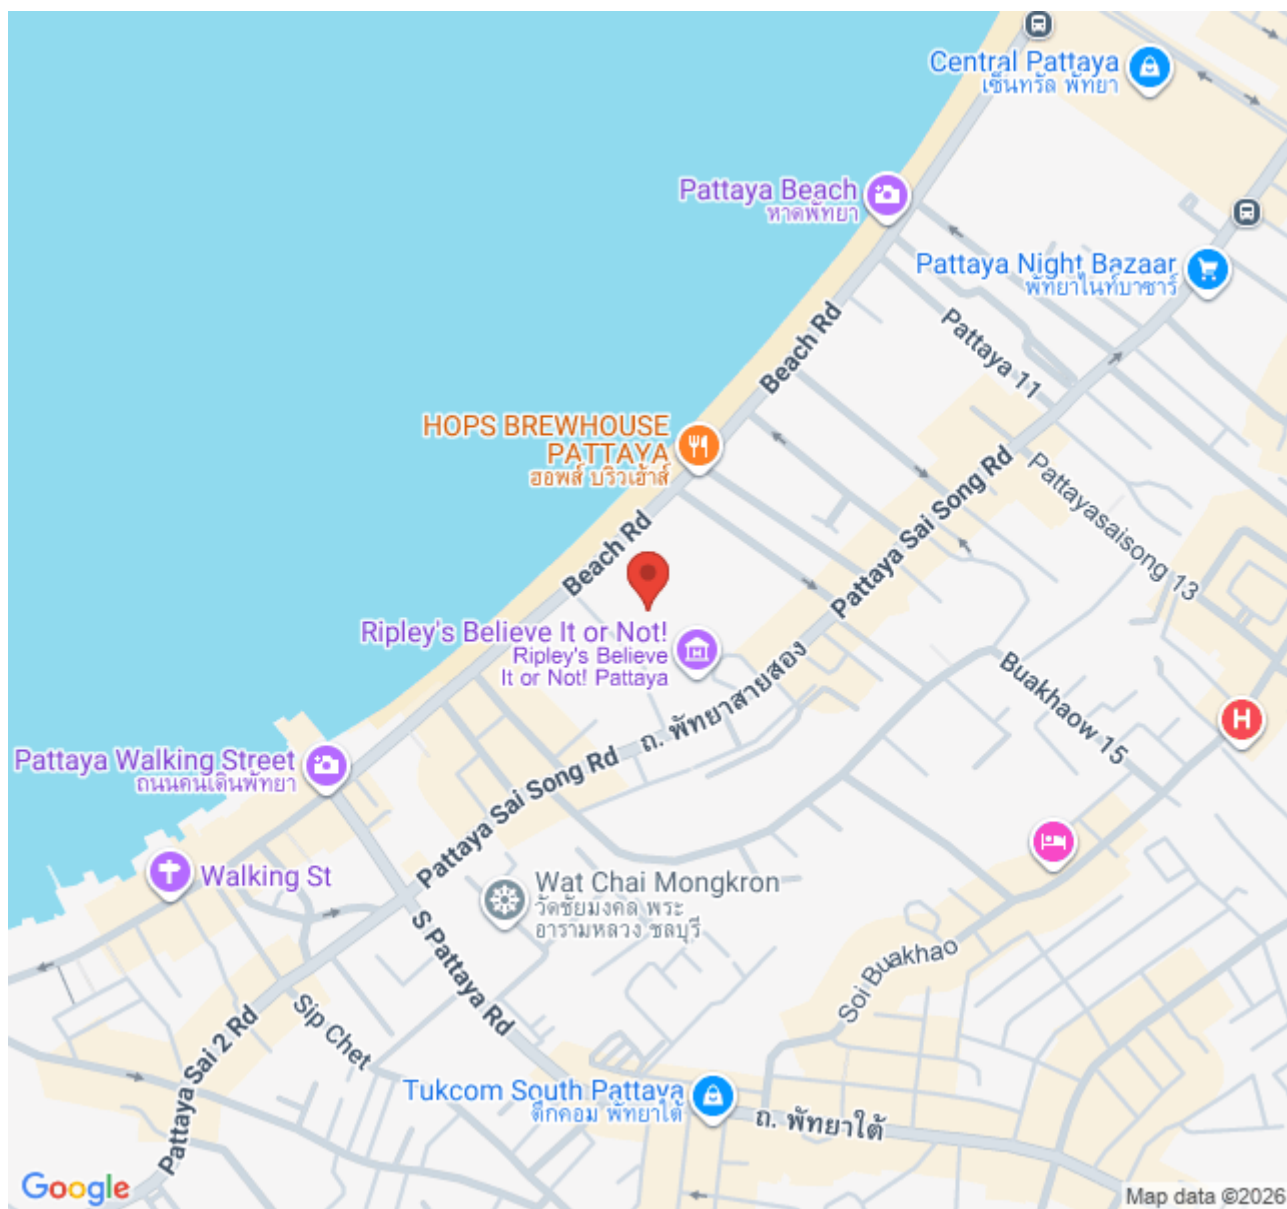 Central Pattaya
เซ็นทรัล พัทยา
Pattaya Beach
หาดพัทยา
Pattaya Night Bazaar
พัทยาไนท์บาซาร์
Beach Rd
Pattaya 11
HOPS BREWHOUSE
PATTAYA
ฮอพส์ บริวเฮ้าส์
Pattaya Sai Song Rd
Pattayasaisong 13
Beach Rd
Ripley's Believe It or Not!
Ripley's Believe
It or Not! Pattaya
ถ. พัทยาสายสอง
Buakhaow 15
H
Pattaya Walking Street
ถนนคนเดินพัทยา
Pattaya Sai Song Rd
Walking St
Wat Chai Mongkron
วัดชัยมงคล พระ
อารามหลวง ชลบุรี
S Pattaya Rd
Soi Buakhao
Sip Chet
Pattaya Sai 2 Rd
Tukcom South Pattaya
ตึกคอม พัทยาใต้
ถ. พัทยาใต้
Google
Map data ©2026